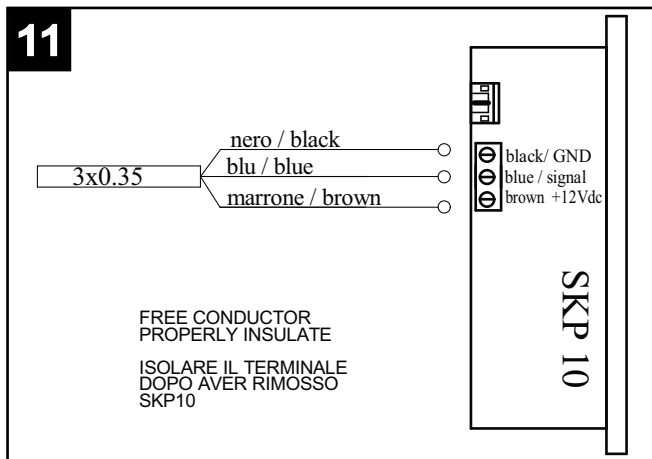 11
nero / black
blu / blue
marrone / brown
3x0.35
black/ GND
blue / signal
brown +12Vdc
SKP 10
FREE CONDUCTOR
PROPERLY INSULATE
ISOLARE IL TERMINALE
DOPO AVER RIMOSSO
SKP10